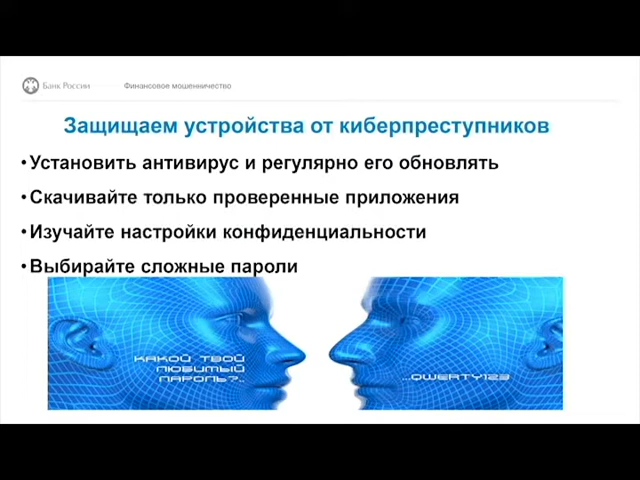 Банк России
Финансовое мошенничество
Защищаем устройства от киберпреступников
• Установить антивирус и регулярно его обновлять
• Скачивайте только проверенные приложения
• Изучайте настройки конфиденциальности
• Выбирайте сложные пароли
КАКОЙ ТВОЙ
ЛЮБИМЫЙ
ПАРОЛЬ?..
...QWERTY123